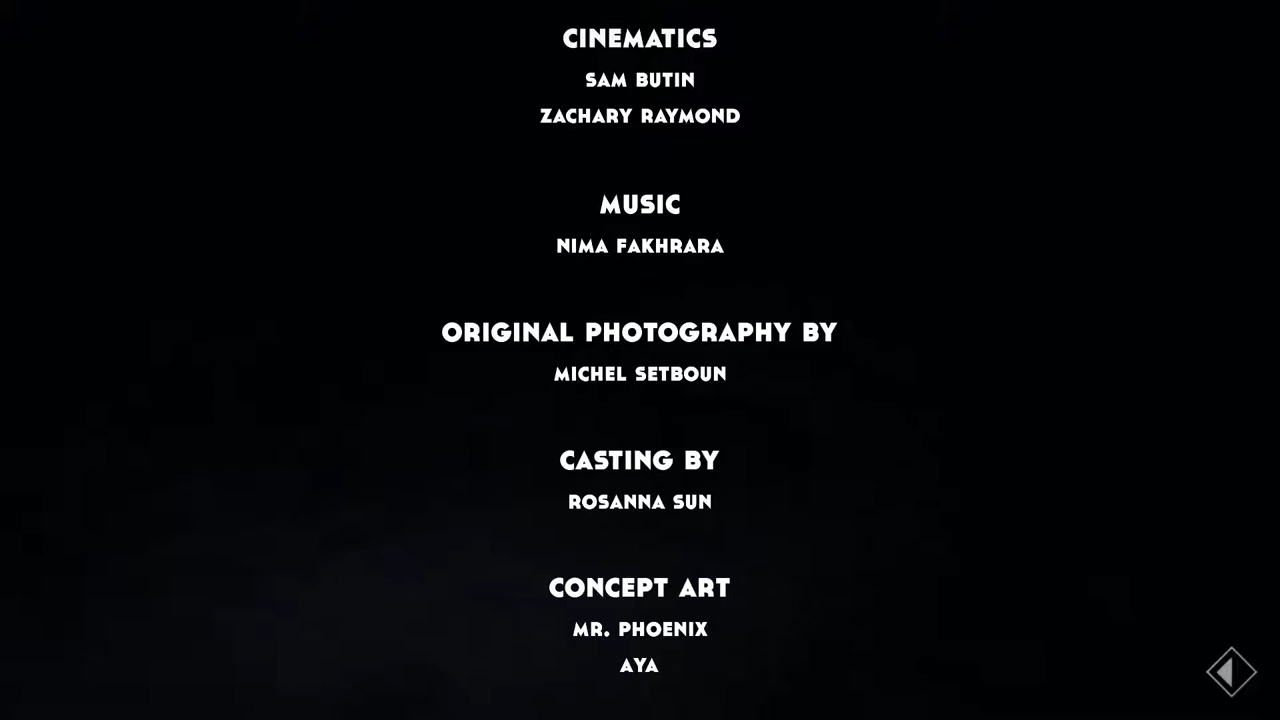 CINEMATICS
SAM BUTIN
ZACHARY RAYMOND
MUSIC
NIMA FAKHRARA
ORIGINAL PHOTOGRAPHY BY
MICHEL SETBOUN
CASTING BY
ROSANNA SUN
CONCEPT ART
MR. PHOENIX
AYA